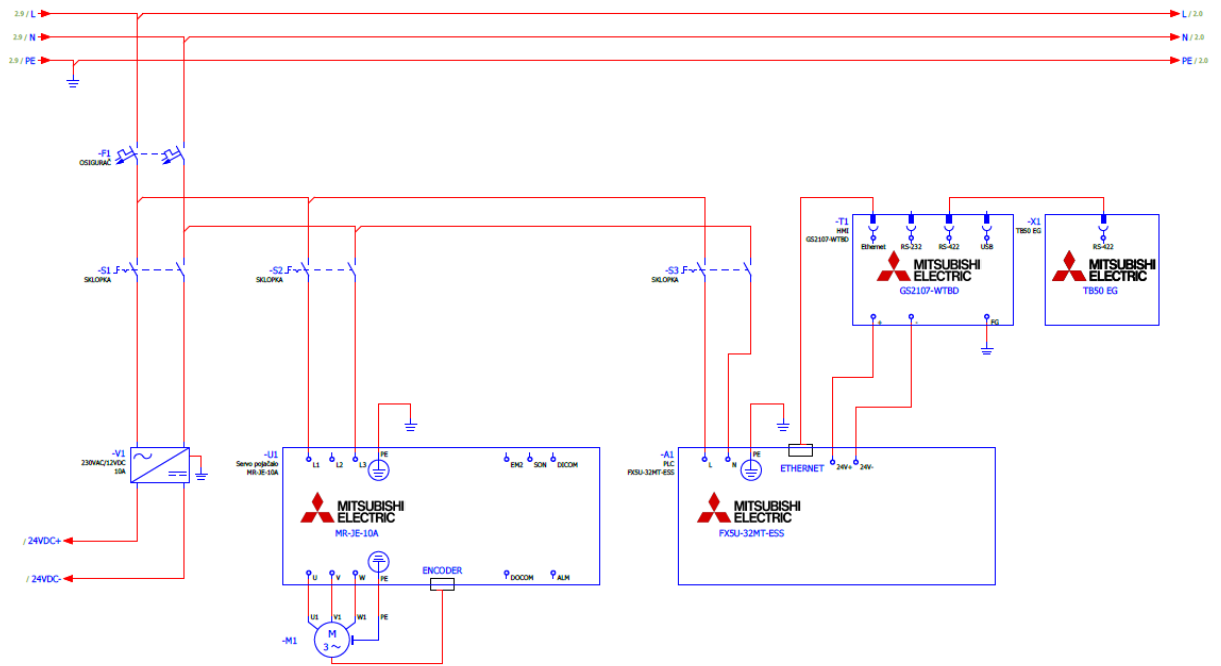 2.9 / L
L / 2.0
2.9 / N
N / 2.0
2.9 / PE
PE / 2.0
-F1
OSIGURAČ
-S1
SKLOPKA
-S2
SKLOPKA
-S3
SKLOPKA
-T1
HMI
GS2107-WTBD
Ethernet
RS-232
RS-422
USB
MITSUBISHI
ELECTRIC
GS2107-WTBD
+
-
FG
-X1
TB50 EG
RS-422
MITSUBISHI
ELECTRIC
TB50 EG
-V1
230VAC/12VDC
10A
/ 24VDC+
/ 24VDC-
-U1
Servo pojačalo
MR-JE-10A
L1
L2
L3
PE
EM2
SON
DICOM
MITSUBISHI
ELECTRIC
MR-JE-10A
U
V
W
PE
ENCODER
DOCOM
ALM
U1
V1
W1
PE
-M1
M
3 ~
-A1
PLC
FX5U-32MT-ESS
L
N
PE
ETHERNET
24V+
24V-
MITSUBISHI
ELECTRIC
FX5U-32MT-ESS